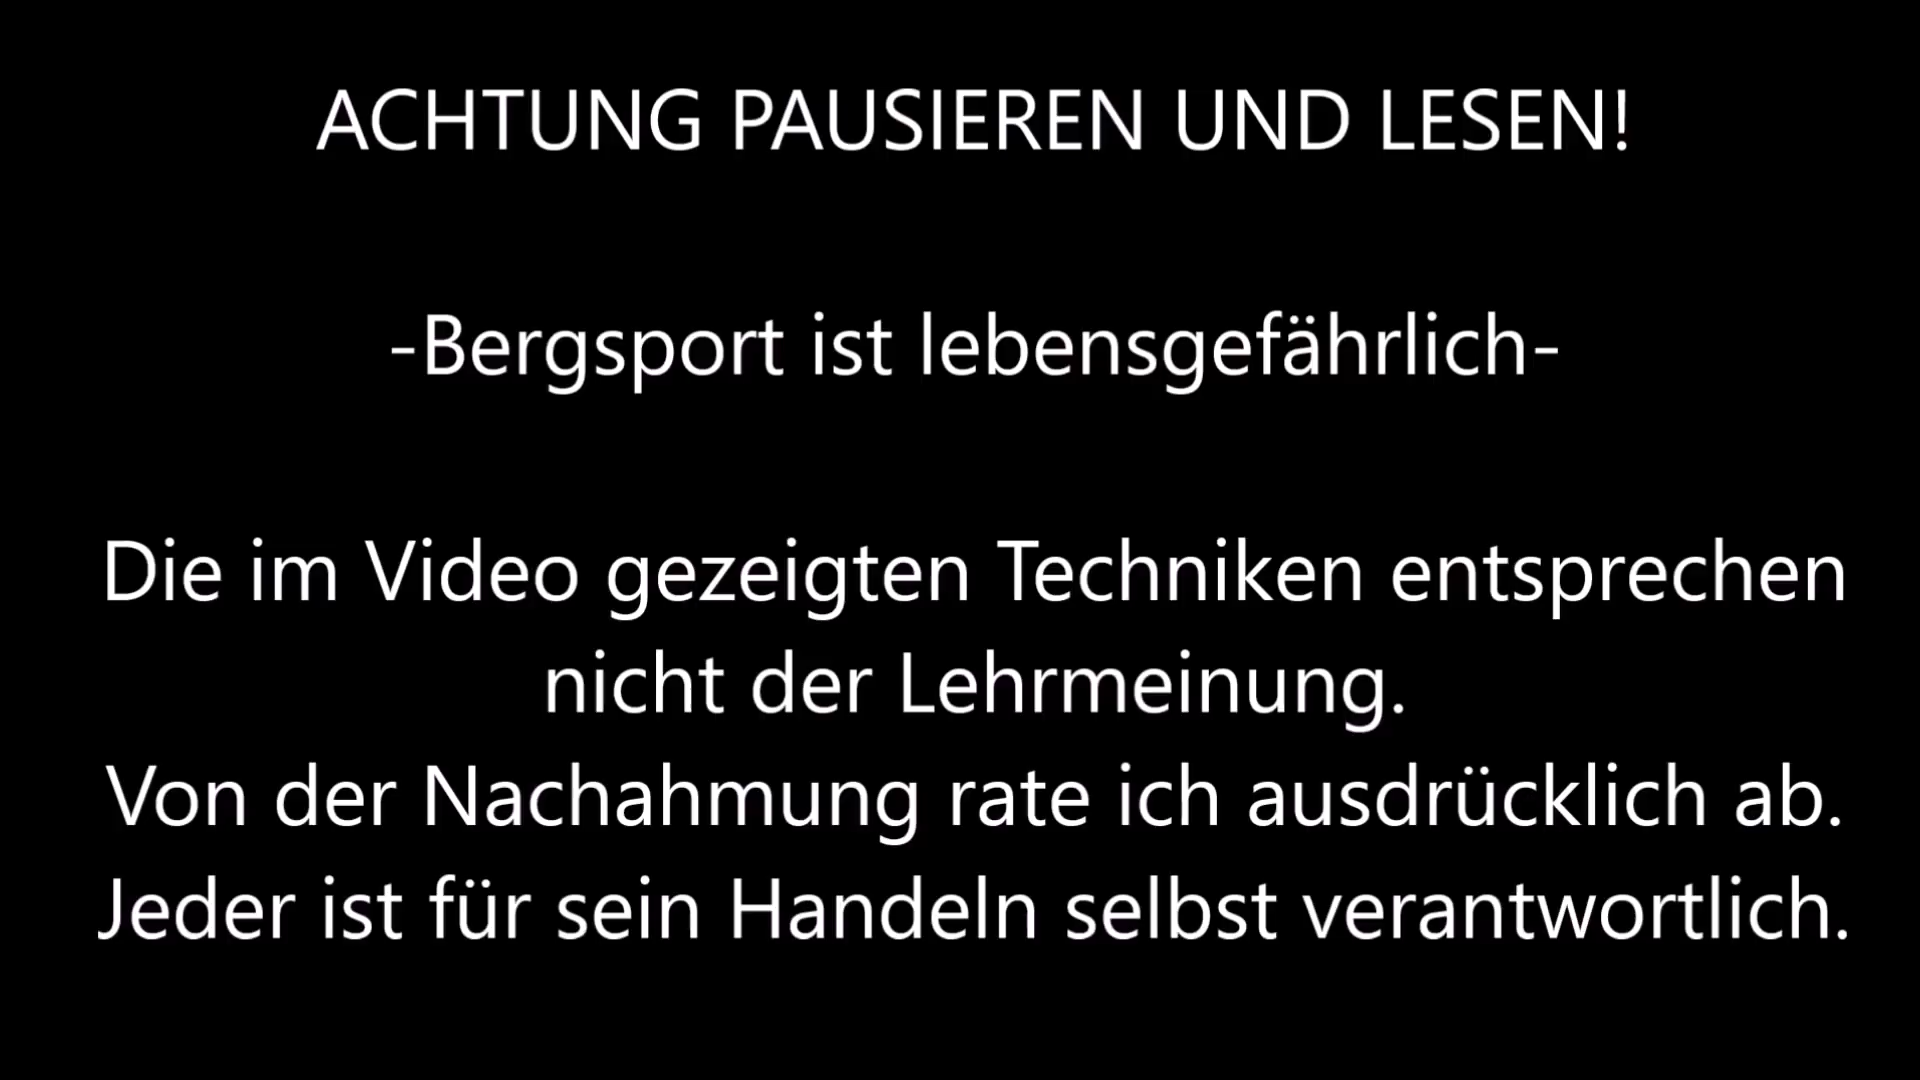 ACHTUNG PAUSIEREN UND LESEN!
-Bergsport ist lebensgefährlich-
Die im Video gezeigten Techniken entsprechen
nicht der Lehrmeinung.
Von der Nachahmung rate ich ausdrücklich ab.
Jeder ist für sein Handeln selbst verantwortlich.